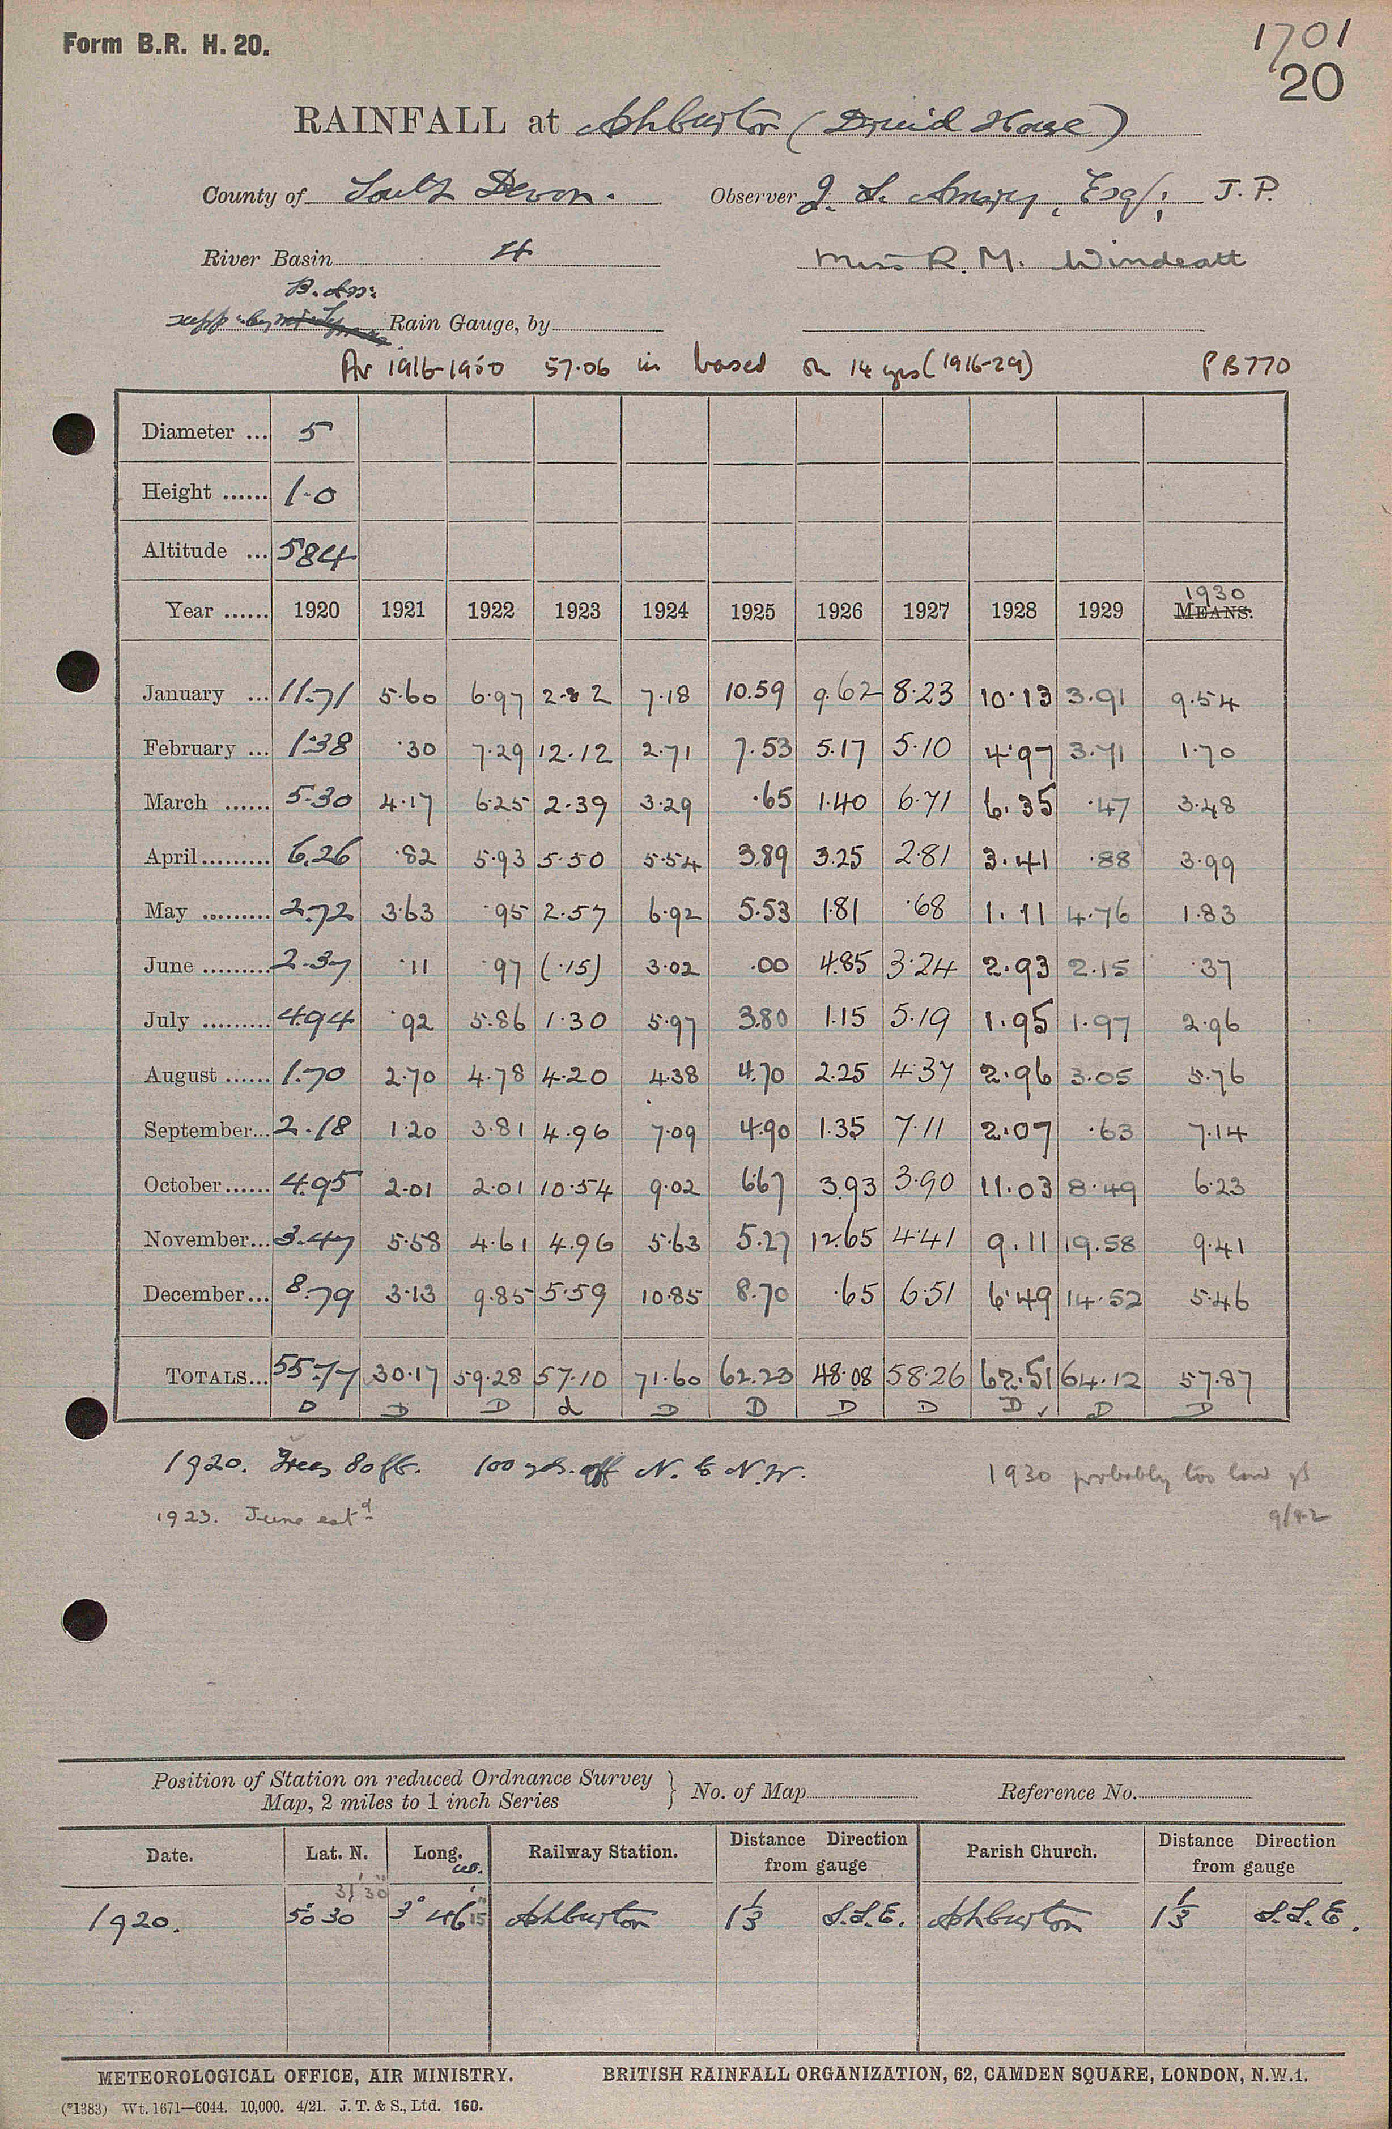 Form B.R. H. 20.
1701
20
RAINFALL at Ashburton (Druid House)
County of South Devon. Observer J. S. Amery, Esq; J.P.
River Basin 4 Miss R. M. Windeatt
B. Ass:
Rain Gauge, by
Av 1916-1950 57.06 in based on 14 yrs (1916-29) PB770
Diameter ... 5
Height ...... 1.0
Altitude ... 584
Year ...... 1920 1921 1922 1923 1924 1925 1926 1927 1928 1929 1930 MEANS.
January ... 11.71 5.60 6.97 2.82 7.18 10.59 9.62 8.23 10.13 3.91 9.54
February ... 1.38 .30 7.29 12.12 2.71 7.53 5.17 5.10 4.97 3.71 1.70
March ...... 5.30 4.17 6.25 2.39 3.29 .65 1.40 6.71 6.35 .47 3.48
April ......... 6.26 .82 5.93 5.50 5.54 3.89 3.25 2.81 3.41 .88 3.99
May ......... 2.72 3.63 .95 2.57 6.92 5.53 1.81 .68 1.11 4.76 1.83
June ......... 2.37 .11 .97 (.15) 3.02 .00 4.85 3.24 2.93 2.15 .37
July ......... 4.94 .92 5.86 1.30 5.97 3.80 1.15 5.19 1.95 1.97 2.96
August ...... 1.70 2.70 4.78 4.20 4.38 4.70 2.25 4.37 2.96 3.05 5.76
September... 2.18 1.20 3.81 4.96 7.09 4.90 1.35 7.11 2.07 .63 7.14
October ...... 4.95 2.01 2.01 10.54 9.02 6.67 3.93 3.90 11.03 8.49 6.23
November... 3.47 5.58 4.61 4.96 5.63 5.27 12.65 4.41 9.11 19.58 9.41
December... 8.79 3.13 9.85 5.59 10.85 8.70 .65 6.51 6.49 14.52 5.46
TOTALS... 55.77 30.17 59.28 57.10 71.60 62.23 48.08 58.26 62.51 64.12 57.87
D D D d D D D D D ✓ D D
1920. Trees 80ft. 100 yds. off N. & N.W. 1930 probably too low
1923. June estd 9/42
Position of Station on reduced Ordnance Survey
Map, 2 miles to 1 inch Series } No. of Map Reference No.
Date. Lat. N. Long. W. Railway Station. Distance Direction from gauge Parish Church. Distance Direction from gauge
31' 30"
1920. 50° 30 3° 46' 15" Ashburton 1⅓ S.S.E. Ashburton 1⅓ S.S.E.
METEOROLOGICAL OFFICE, AIR MINISTRY. BRITISH RAINFALL ORGANIZATION, 62, CAMDEN SQUARE, LONDON, N.W.1.
(*1383) Wt. 1671—6044. 10,000. 4/21. J. T. & S., Ltd. 160.